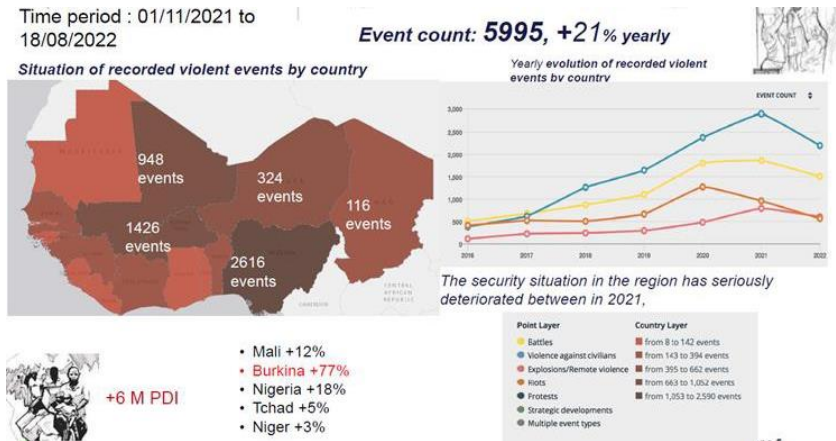 Time period : 01/11/2021 to
18/08/2022
Event count: 5995, +21% yearly
Situation of recorded violent events by country
Yearly evolution of recorded violent
events by country
EVENT COUNT
948
events
324
events
116
events
1426
events
2616
events
CENTRAL
AFRICAN
REPUBLIC
3,000
2,500
2,000
1,500
1,000
500
0
2016
2017
2018
2019
2020
2021
2022
The security situation in the region has seriously
deteriorated between in 2021,
Point Layer
Battles
Violence against civilians
Explosions/Remote violence
Riots
Protests
Strategic developments
Multiple event types
Country Layer
from 8 to 142 events
from 143 to 394 events
from 395 to 662 events
from 663 to 1,052 events
from 1,053 to 2,590 events
+6 M PDI
• Mali +12%
• Burkina +77%
• Nigeria +18%
• Tchad +5%
• Niger +3%